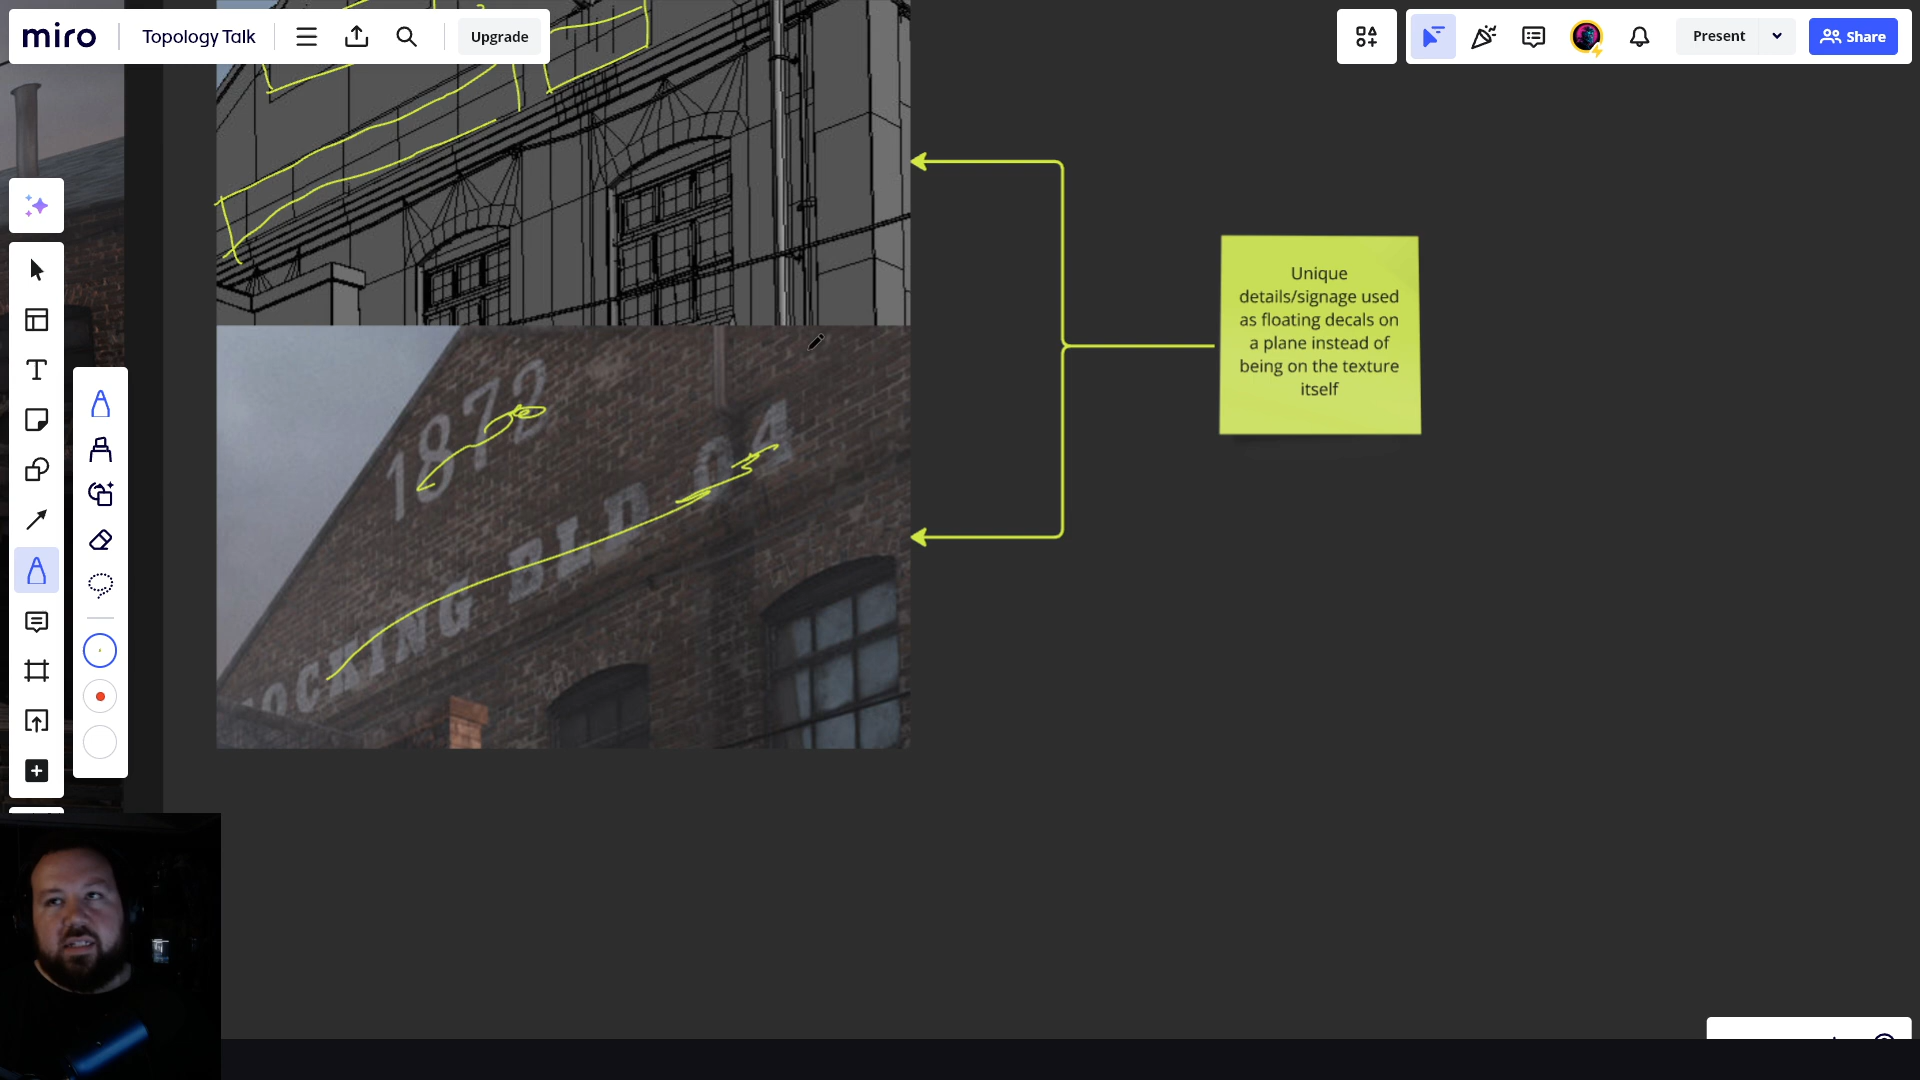 miro
Topology Talk
Upgrade
Present
Share
Unique
details/signage used
as floating decals on
a plane instead of
being on the texture
itself
1872
OCKING BLD 04